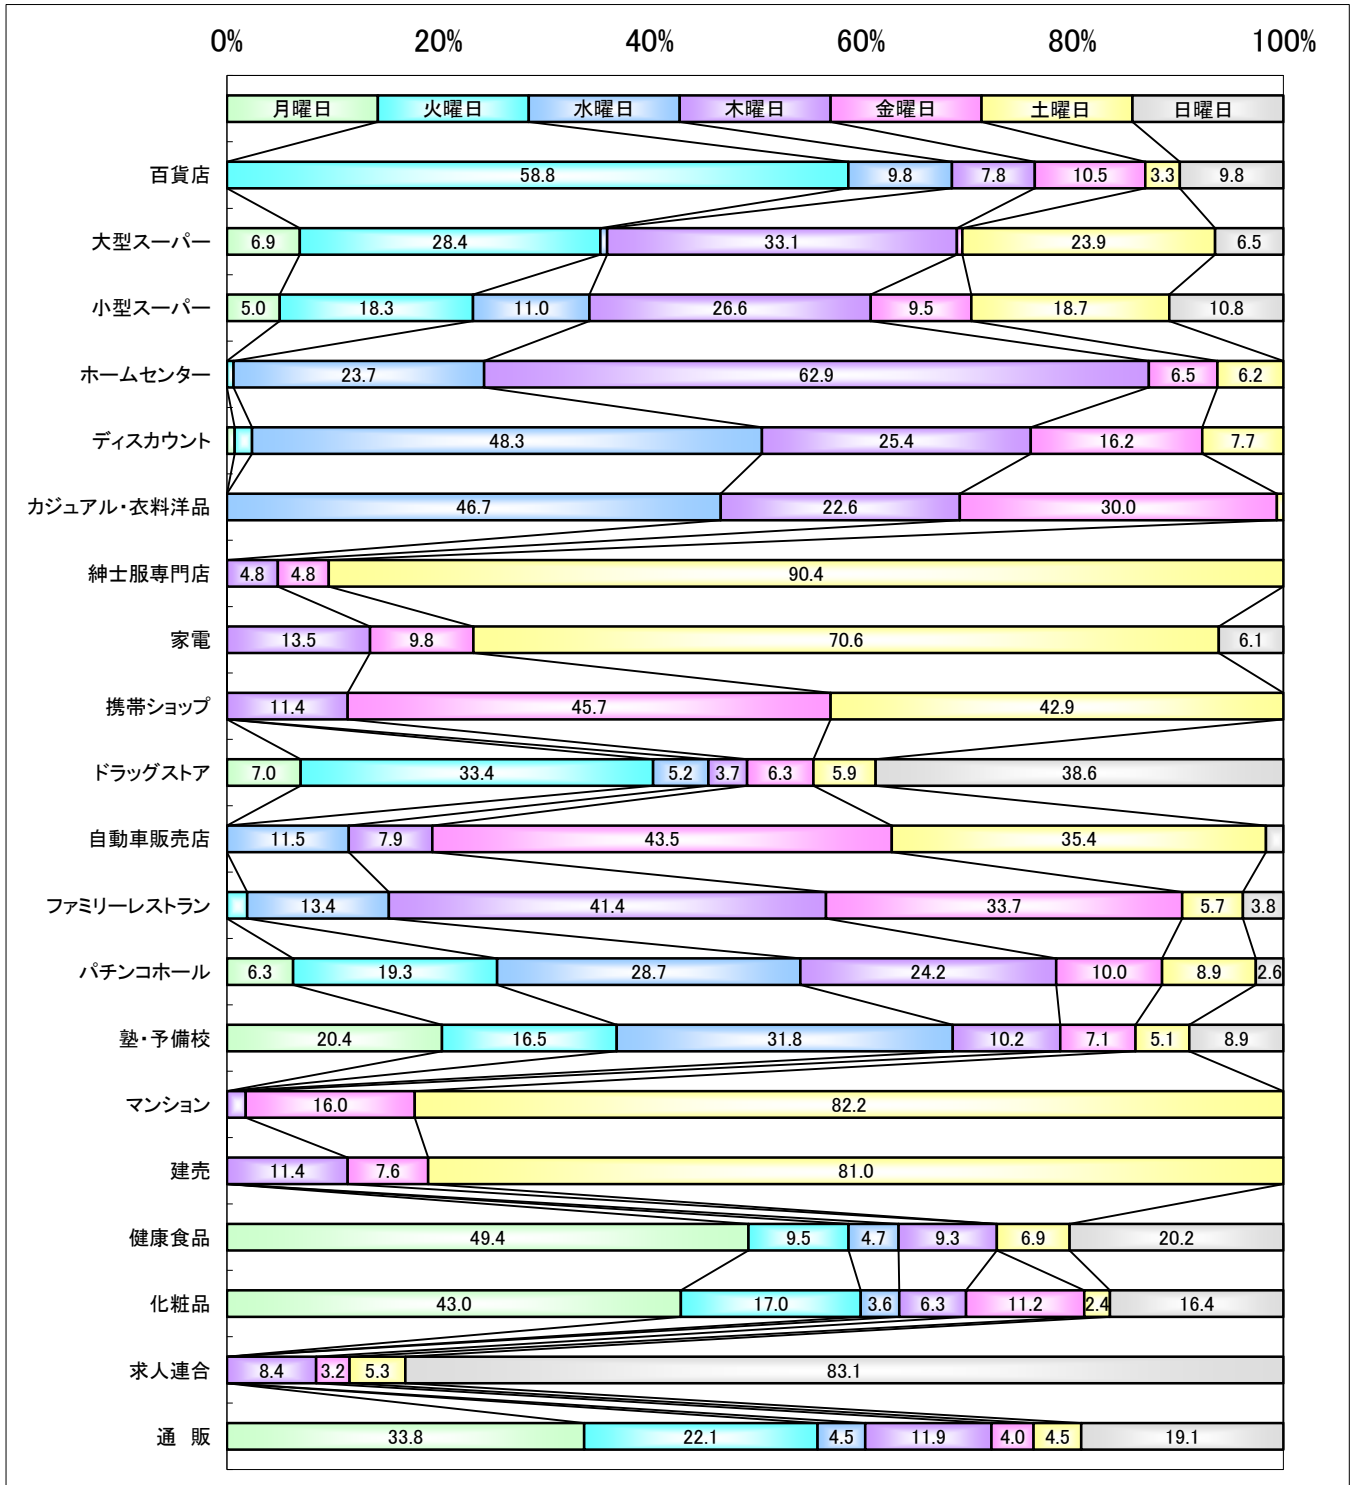 0% 20% 40% 60% 80% 100%
月曜日 火曜日 水曜日 木曜日 金曜日 土曜日 日曜日
百貨店 58.8 9.8 7.8 10.5 3.3 9.8
大型スーパー 6.9 28.4 33.1 23.9 6.5
小型スーパー 5.0 18.3 11.0 26.6 9.5 18.7 10.8
ホームセンター 23.7 62.9 6.5 6.2
ディスカウント 48.3 25.4 16.2 7.7
カジュアル・衣料洋品 46.7 22.6 30.0
紳士服専門店 4.8 4.8 90.4
家電 13.5 9.8 70.6 6.1
携帯ショップ 11.4 45.7 42.9
ドラッグストア 7.0 33.4 5.2 3.7 6.3 5.9 38.6
自動車販売店 11.5 7.9 43.5 35.4
ファミリーレストラン 13.4 41.4 33.7 5.7 3.8
パチンコホール 6.3 19.3 28.7 24.2 10.0 8.9 2.6
塾・予備校 20.4 16.5 31.8 10.2 7.1 5.1 8.9
マンション 16.0 82.2
建売 11.4 7.6 81.0
健康食品 49.4 9.5 4.7 9.3 6.9 20.2
化粧品 43.0 17.0 3.6 6.3 11.2 2.4 16.4
求人連合 8.4 3.2 5.3 83.1
通 販 33.8 22.1 4.5 11.9 4.0 4.5 19.1